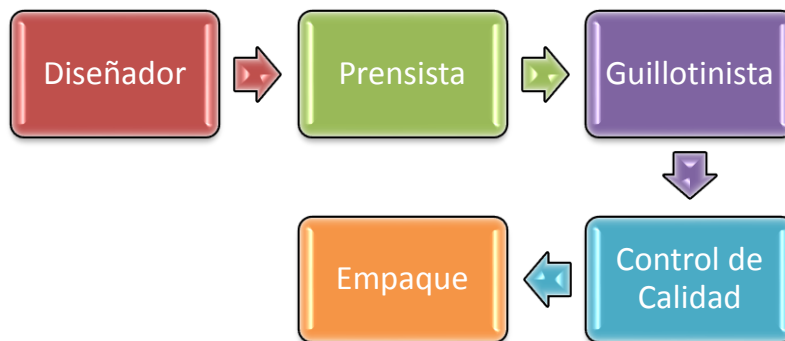 Diseñador
Prensista
Guillotinista
Control de
Calidad
Empaque